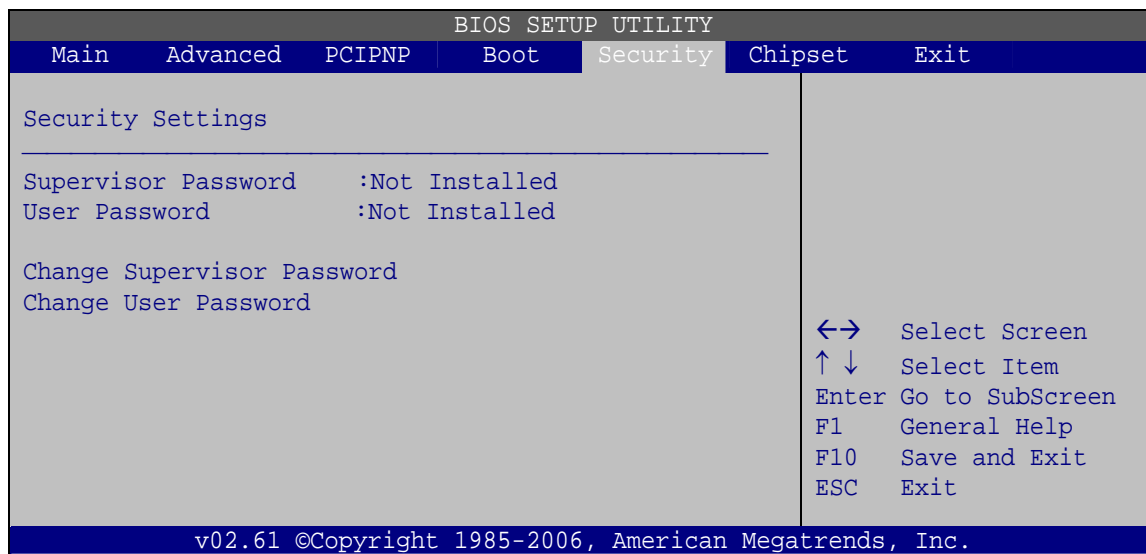 BIOS SETUP UTILITY
Main Advanced PCIPNP Boot Security Chipset Exit
Security Settings
Supervisor Password :Not Installed
User Password :Not Installed
Change Supervisor Password
Change User Password
←→ Select Screen
↑ ↓ Select Item
Enter Go to SubScreen
F1 General Help
F10 Save and Exit
ESC Exit
v02.61 ©Copyright 1985-2006, American Megatrends, Inc.